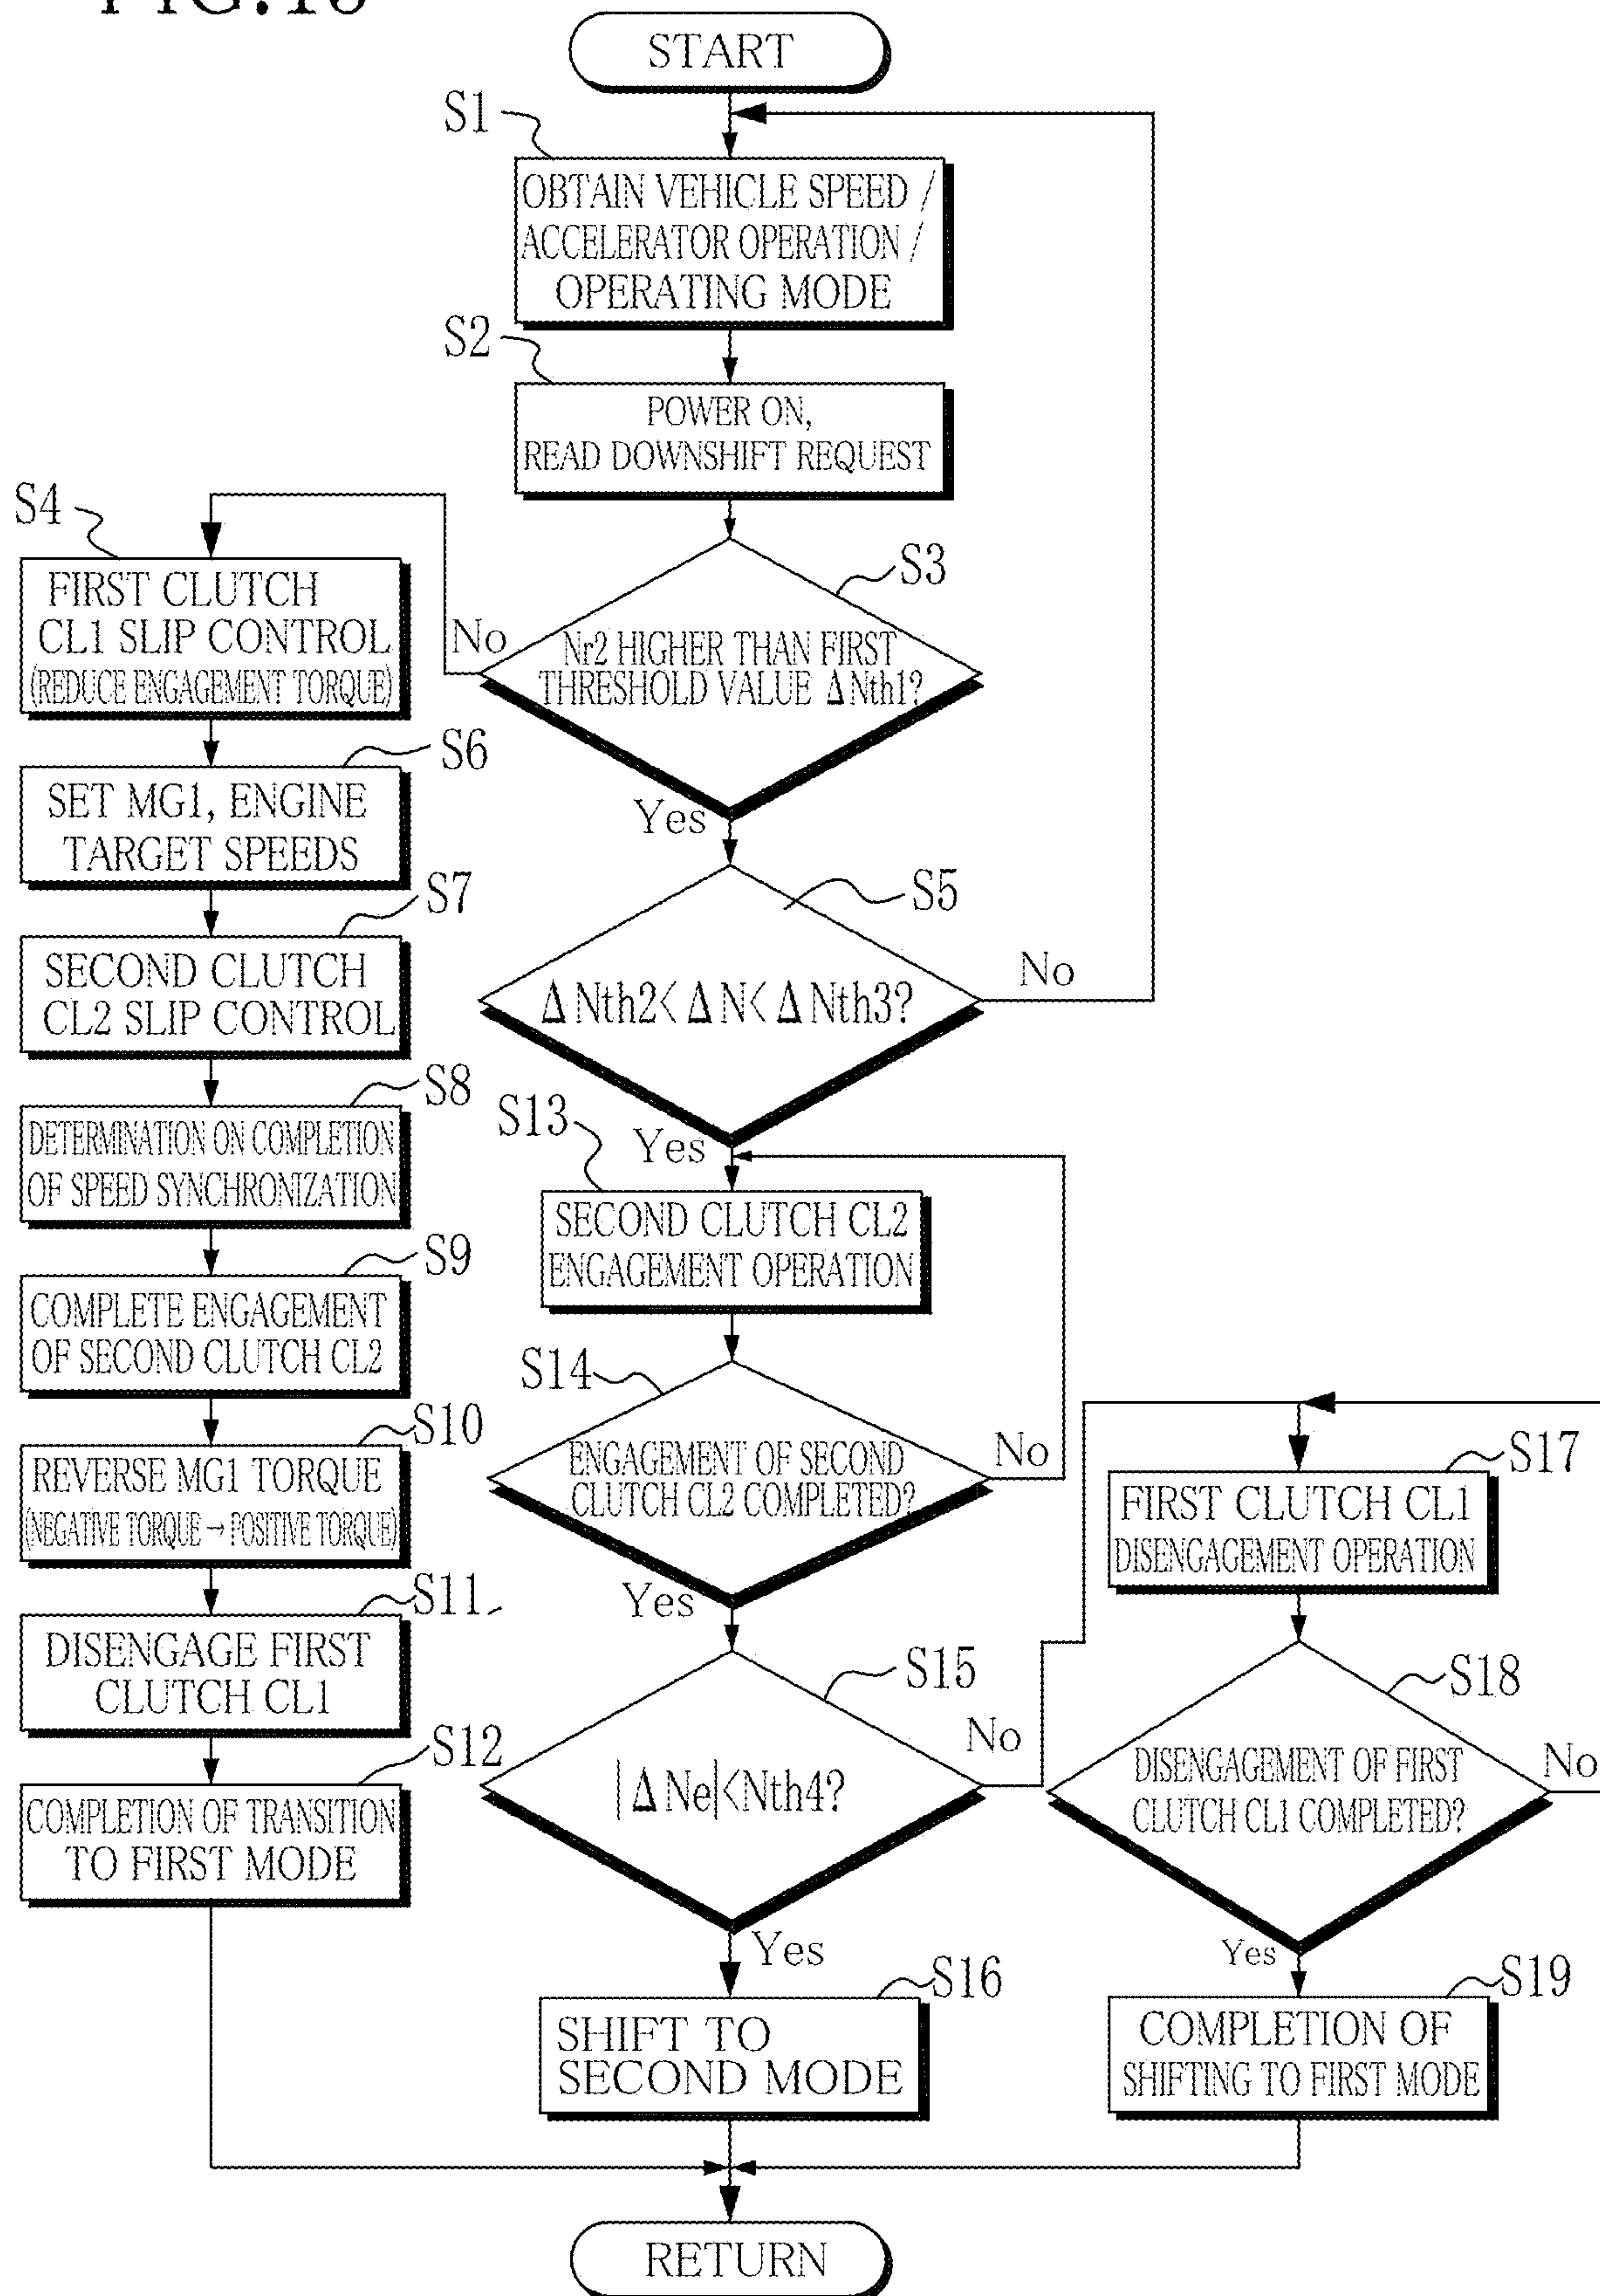 START
S1
OBTAIN VEHICLE SPEED /
ACCELERATOR OPERATION /
OPERATING MODE
S2
POWER ON,
READ DOWNSHIFT REQUEST
S3
Nr2 HIGHER THAN FIRST
THRESHOLD VALUE Δ Nth1?
No
Yes
S4
FIRST CLUTCH
CL1 SLIP CONTROL
(REDUCE ENGAGEMENT TORQUE)
S6
SET MG1, ENGINE
TARGET SPEEDS
S7
SECOND CLUTCH
CL2 SLIP CONTROL
S8
DETERMINATION ON COMPLETION
OF SPEED SYNCHRONIZATION
S9
COMPLETE ENGAGEMENT
OF SECOND CLUTCH CL2
S10
REVERSE MG1 TORQUE
(NEGATIVE TORQUE → POSITIVE TORQUE)
S11
DISENGAGE FIRST
CLUTCH CL1
S12
COMPLETION OF TRANSITION
TO FIRST MODE
S5
Δ Nth2< Δ N< Δ Nth3?
No
Yes
S13
SECOND CLUTCH CL2
ENGAGEMENT OPERATION
S14
ENGAGEMENT OF SECOND
CLUTCH CL2 COMPLETED?
No
Yes
S15
|Δ Ne|<Nth4?
No
Yes
S16
SHIFT TO
SECOND MODE
S17
FIRST CLUTCH CL1
DISENGAGEMENT OPERATION
S18
DISENGAGEMENT OF FIRST
CLUTCH CL1 COMPLETED?
No
Yes
S19
COMPLETION OF
SHIFTING TO FIRST MODE
RETURN